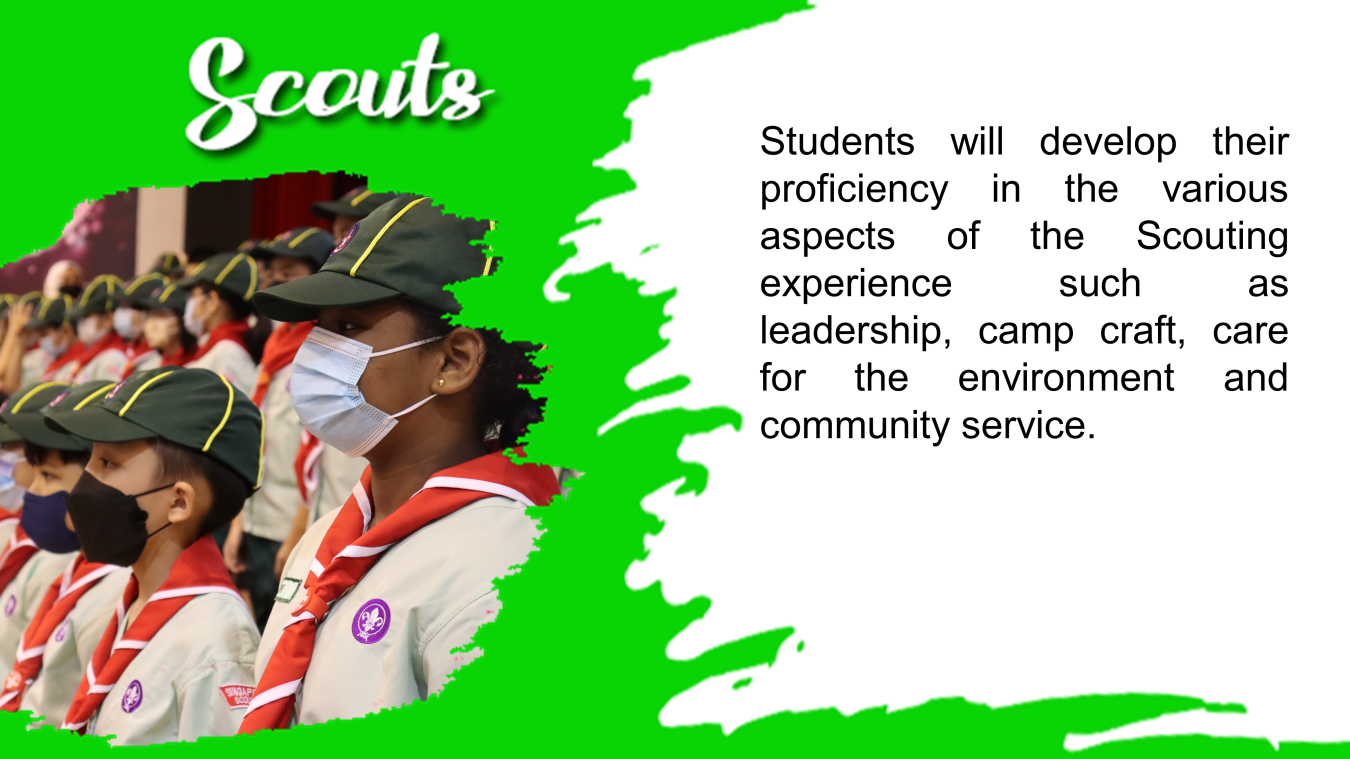 Scouts
Students will develop their
proficiency in the various
aspects of the Scouting
experience such as
leadership, camp craft, care
for the environment and
community service.